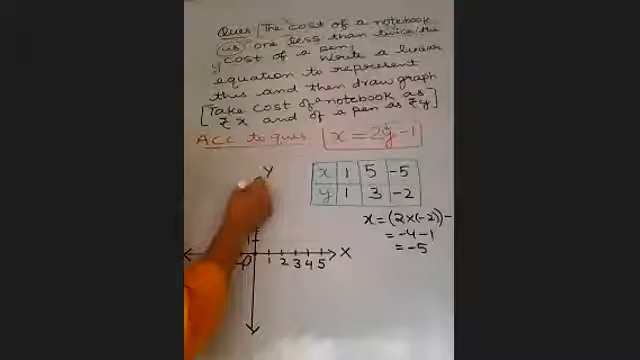 Ques/ The cost of a notebook
is one less than twice the
cost of a pen. Write a linear
equation to represent
this and then draw graph
[Take cost of notebook as
₹ x and of a pen as ₹ y]
ACC to ques x = 2y - 1
x 1 5 -5
y 1 3 -2
x = (2 x (-2)) -
= -4 - 1
= -5
Y
1
O 1 2 3 4 5 X